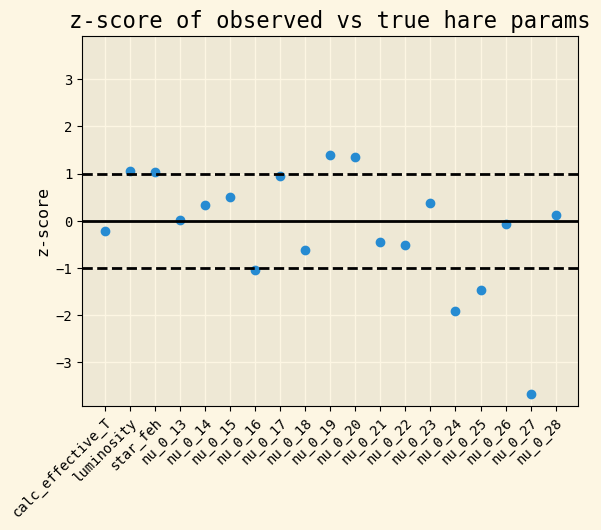 z-score of observed vs true hare params
z-score
3
2
1
0
−1
−2
−3
calc_effective_T
luminosity
star_feh
nu_0_13
nu_0_14
nu_0_15
nu_0_16
nu_0_17
nu_0_18
nu_0_19
nu_0_20
nu_0_21
nu_0_22
nu_0_23
nu_0_24
nu_0_25
nu_0_26
nu_0_27
nu_0_28